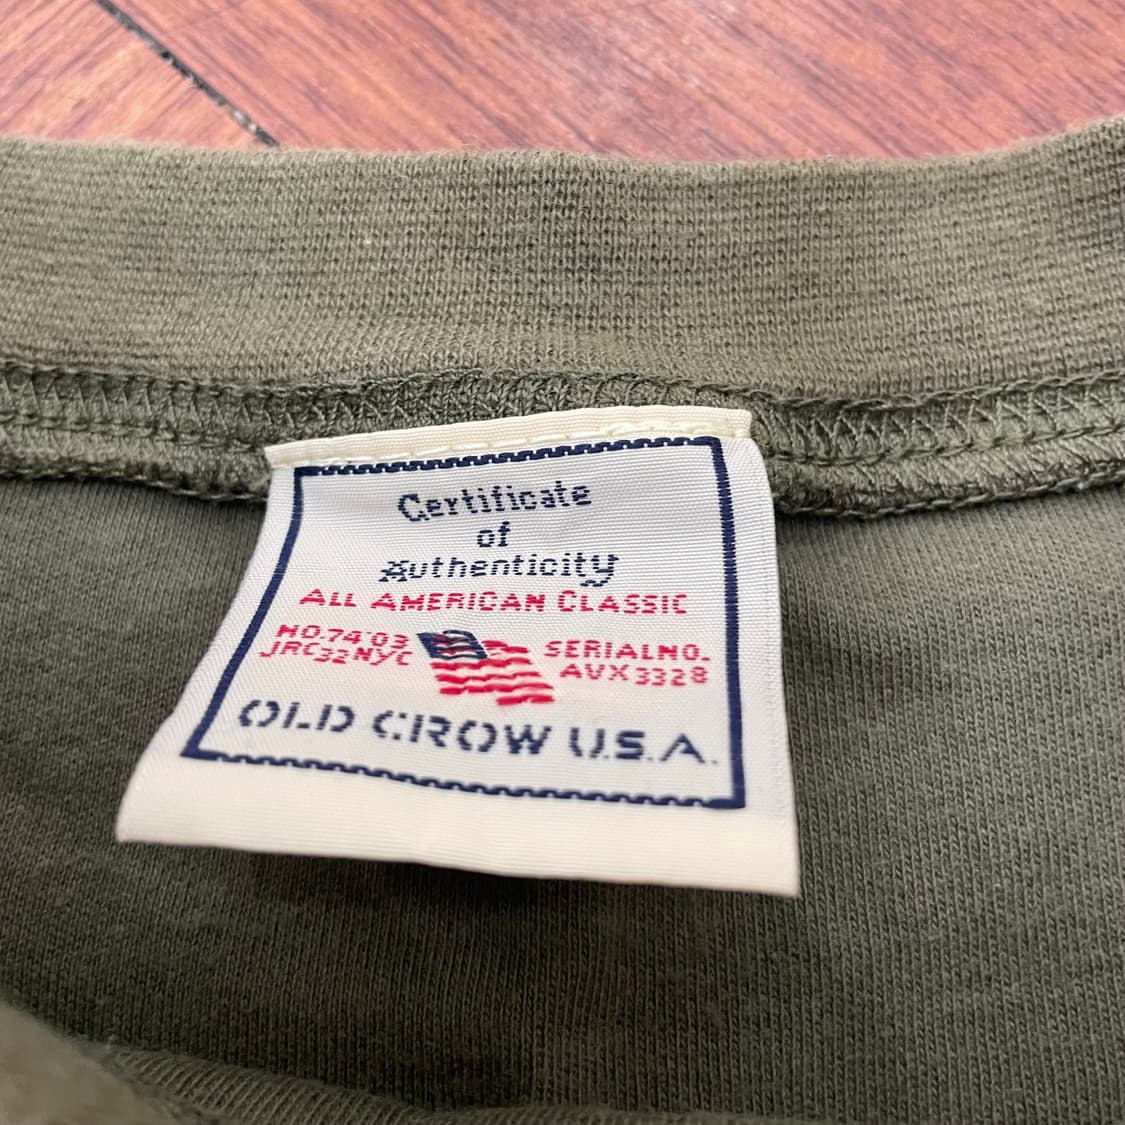 Certificate
of
Authenticity
ALL AMERICAN CLASSIC
NO.74'03
JRC32NYC
SERIALNO.
AVX3328
OLD CROW U.S.A.